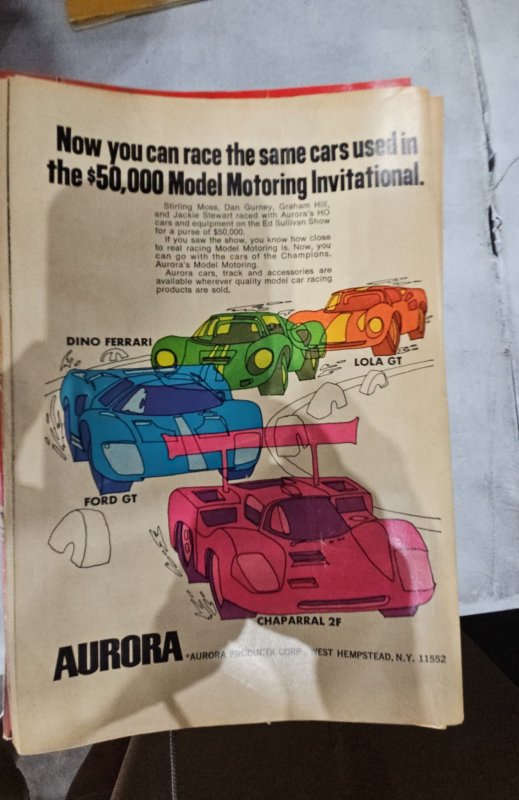 Now you can race the same cars used in
the $50,000 Model Motoring Invitational.
Stirling Moss, Dan Gurney, Graham Hill,
and Jackie Stewart raced with Aurora's HO
cars and equipment on the Ed Sullivan Show
for a purse of $50,000.
If you saw the show, you know how close
to real racing Model Motoring is. Now, you
can go with the cars of the Champions,
Aurora's Model Motoring.
Aurora cars, track and accessories are
available wherever quality model car racing
products are sold.
DINO FERRARI
LOLA GT
FORD GT
CHAPARRAL 2F
AURORA ®AURORA PRODUCTS CORP., WEST HEMPSTEAD, N.Y. 11552